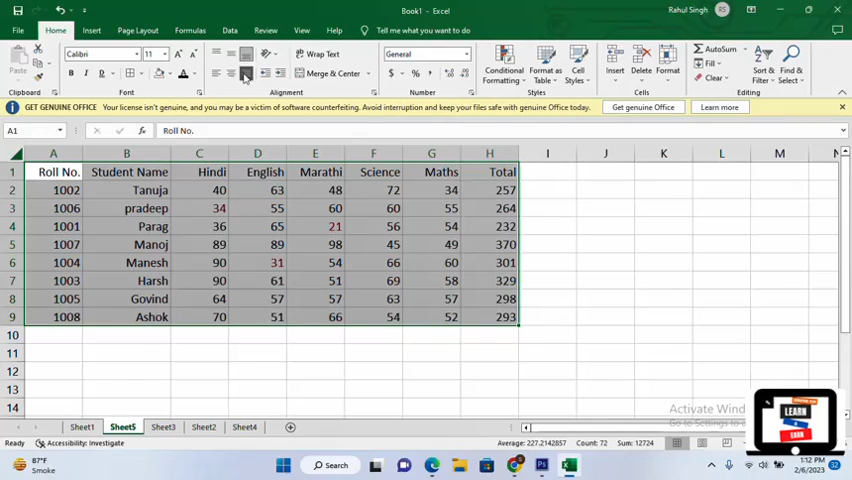 Book1 - Excel
Rahul Singh
RS
File Home Insert Page Layout Formulas Data Review View Help Tell me what you want to do
Paste
Calibri 11
B I U
Wrap Text
Merge & Center
General
$ %
Conditional Formatting
Format as Table
Cell Styles
Insert Delete Format
AutoSum
Fill
Clear
Sort & Filter
Find & Select
Clipboard Font Alignment Number Styles Cells Editing
GET GENUINE OFFICE Your license isn't genuine, and you may be a victim of software counterfeiting. Avoid interruption and keep your files safe with genuine Office today. Get genuine Office Learn more
A1 fx Roll No.
A B C D E F G H I J K L M N
1 Roll No. Student Name Hindi English Marathi Science Maths Total
2 1002 Tanuja 40 63 48 72 34 257
3 1006 pradeep 34 55 60 60 55 264
4 1001 Parag 36 65 21 56 54 232
5 1007 Manoj 89 89 98 45 49 370
6 1004 Manesh 90 31 54 66 60 301
7 1003 Harsh 90 61 51 69 58 329
8 1005 Govind 64 57 57 63 57 298
9 1008 Ashok 70 51 66 54 52 293
10
11
12
13
14
Activate Wind
Go to Settings to a
LEARN
&
EARN
Sheet1 Sheet5 Sheet3 Sheet2 Sheet4
Ready Accessibility: Investigate Average: 227.2142857 Count: 72 Sum: 12724
87°F
Smoke
Search
1:12 PM
2/6/2023
32